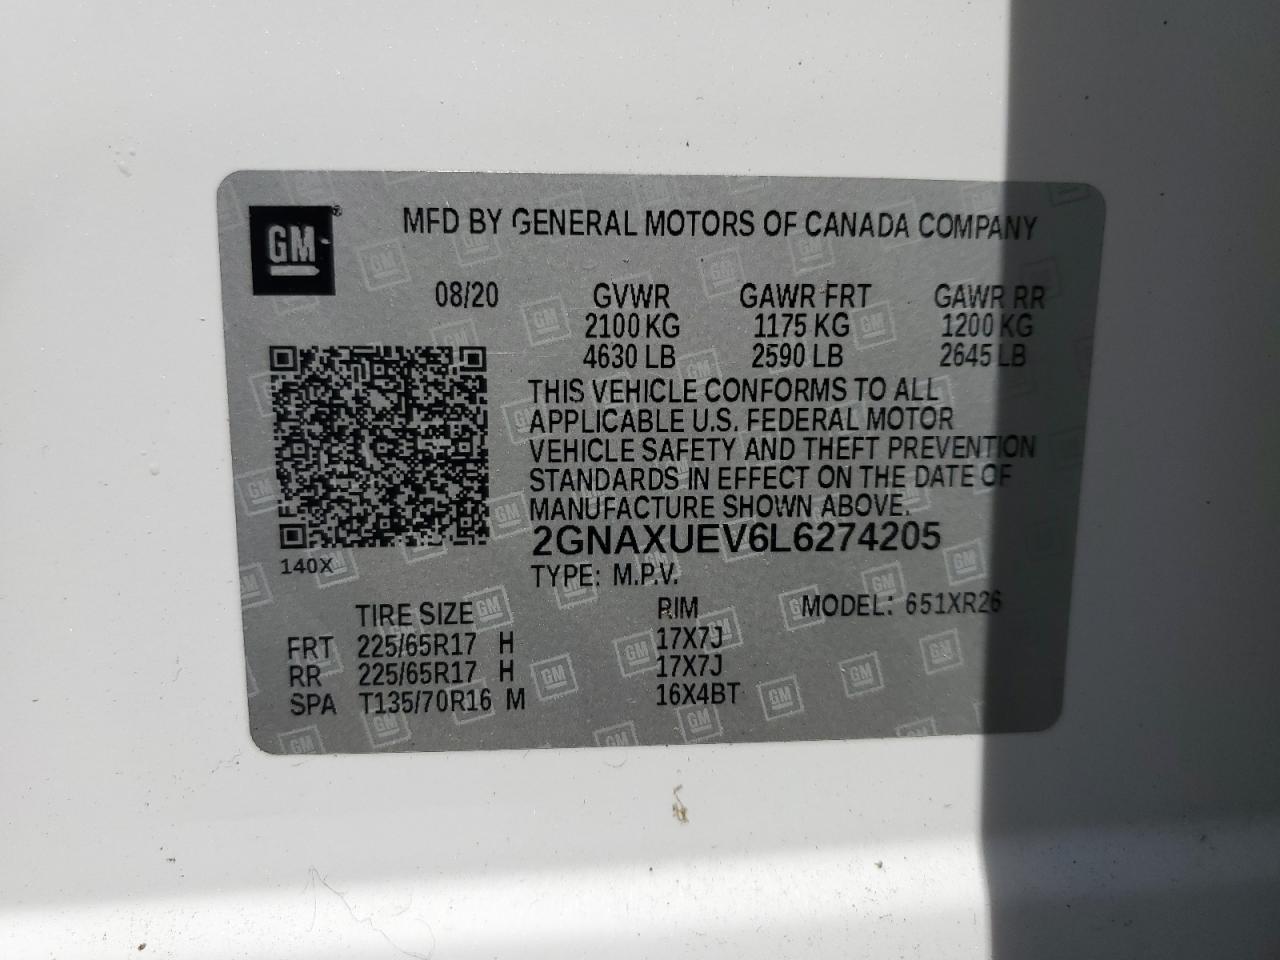 GM
MFD BY GENERAL MOTORS OF CANADA COMPANY
08/20 GVWR GAWR FRT GAWR RR
2100 KG 1175 KG 1200 KG
4630 LB 2590 LB 2645 LB
THIS VEHICLE CONFORMS TO ALL
APPLICABLE U.S. FEDERAL MOTOR
VEHICLE SAFETY AND THEFT PREVENTION
STANDARDS IN EFFECT ON THE DATE OF
MANUFACTURE SHOWN ABOVE.
2GNAXUEV6L6274205
140X
TYPE: M.P.V.
TIRE SIZE RIM MODEL: 651XR26
FRT 225/65R17 H 17X7J
RR 225/65R17 H 17X7J
SPA T135/70R16 M 16X4BT